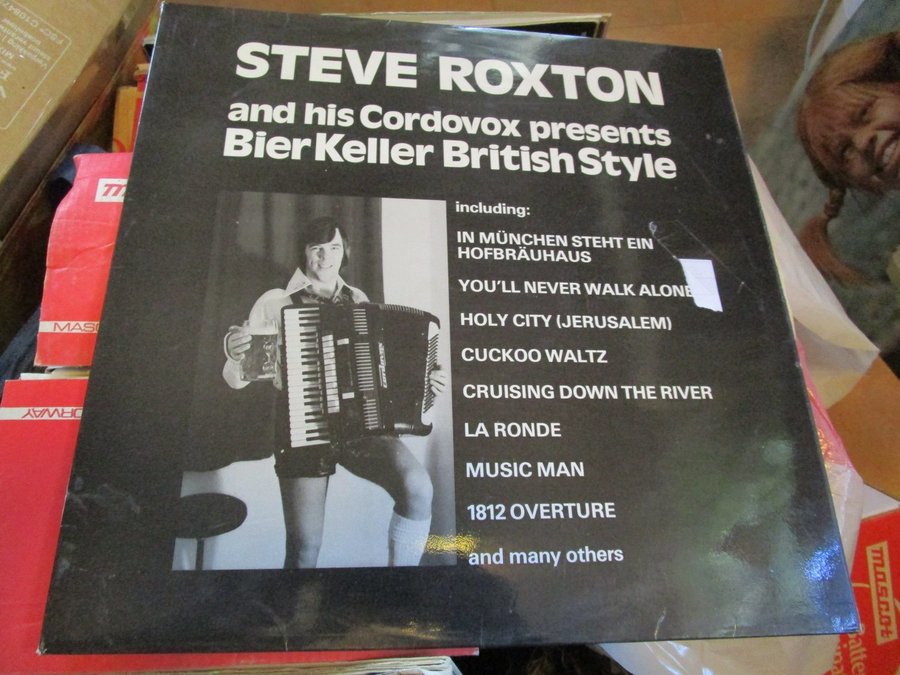 STEVE ROXTON
and his Cordovox presents
Bier Keller British Style
including:
IN MÜNCHEN STEHT EIN
HOFBRÄUHAUS
YOU'LL NEVER WALK ALONE
HOLY CITY (JERUSALEM)
CUCKOO WALTZ
CRUISING DOWN THE RIVER
LA RONDE
MUSIC MAN
1812 OVERTURE
and many others
Mascot